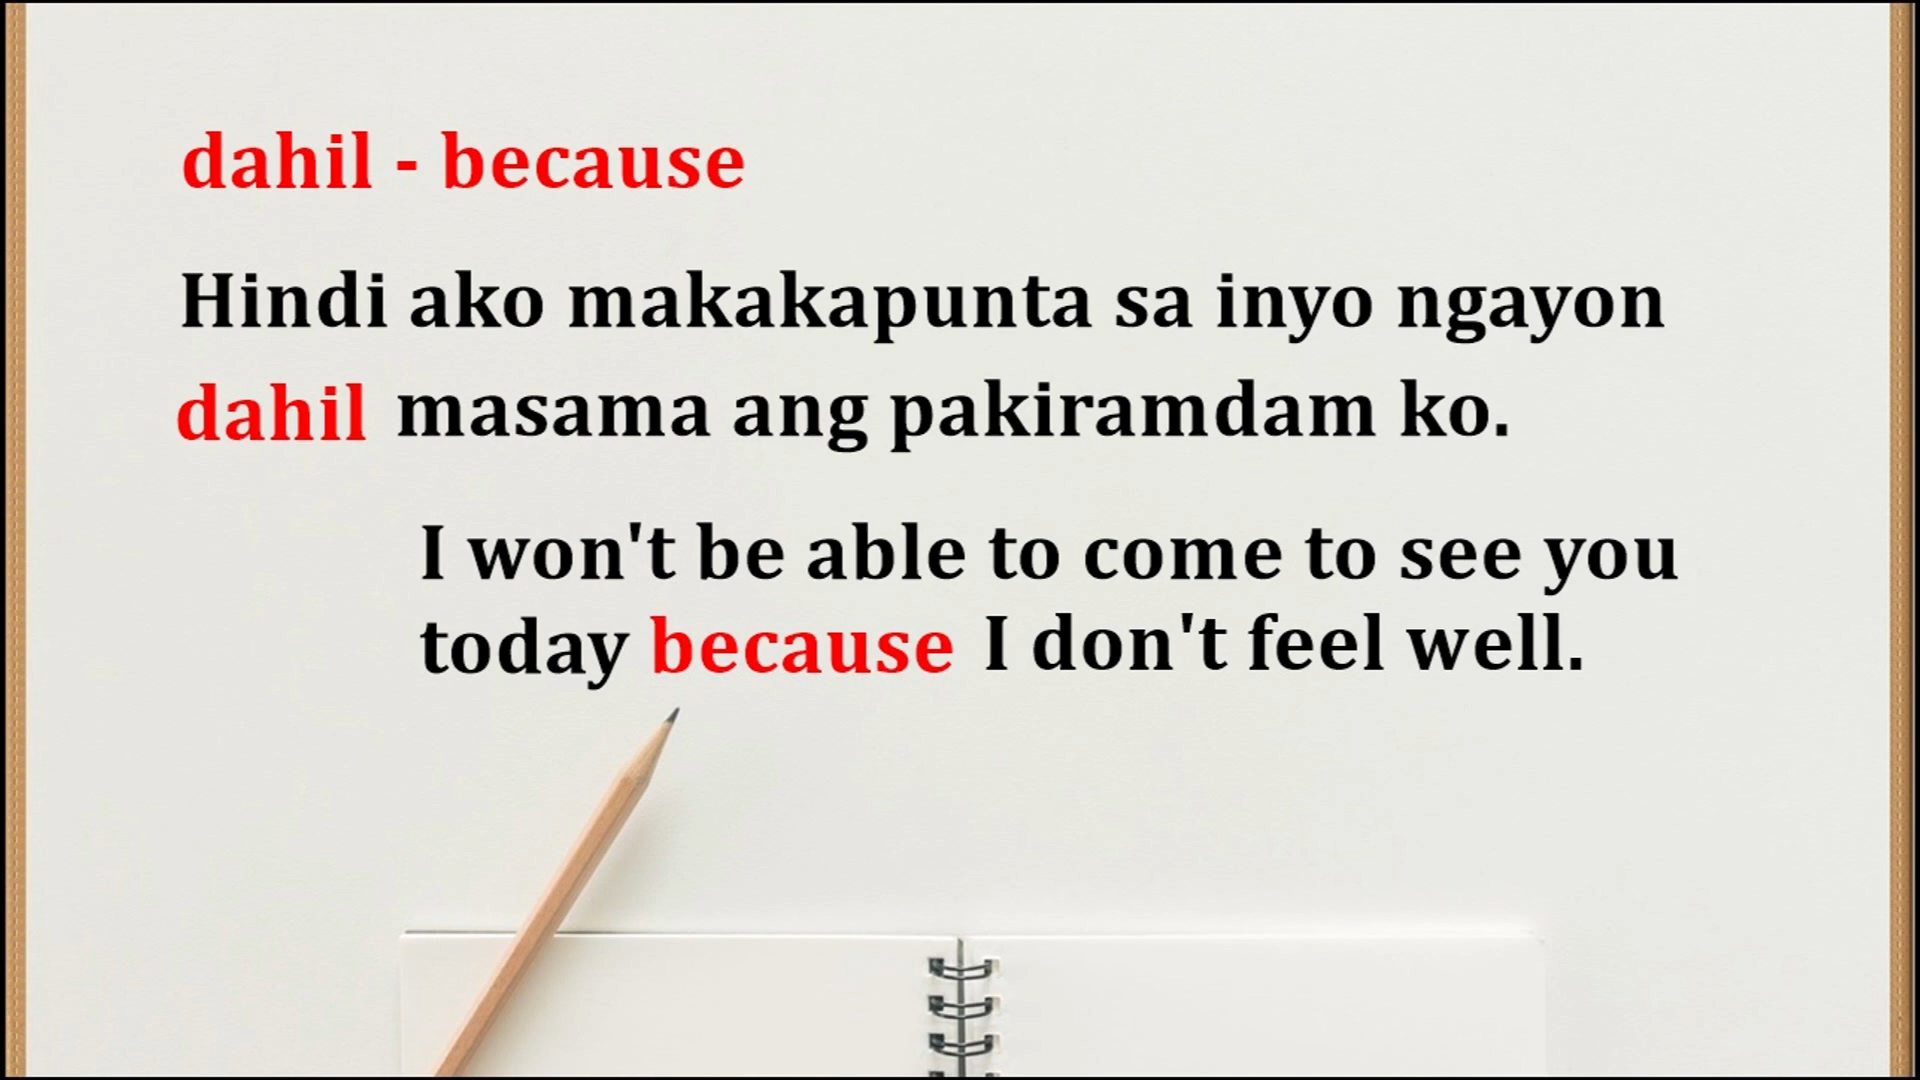 dahil - because
Hindi ako makakapunta sa inyo ngayon
dahil masama ang pakiramdam ko.
I won't be able to come to see you
today because I don't feel well.